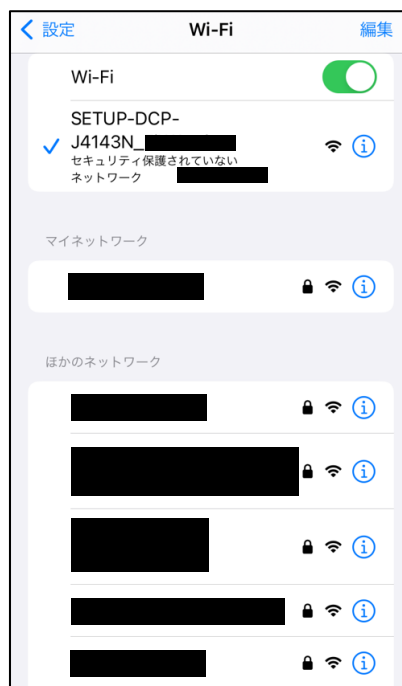 設定
Wi-Fi
編集
Wi-Fi
SETUP-DCP-
J4143N_
セキュリティ保護されていない
ネットワーク
マイネットワーク
ほかのネットワーク